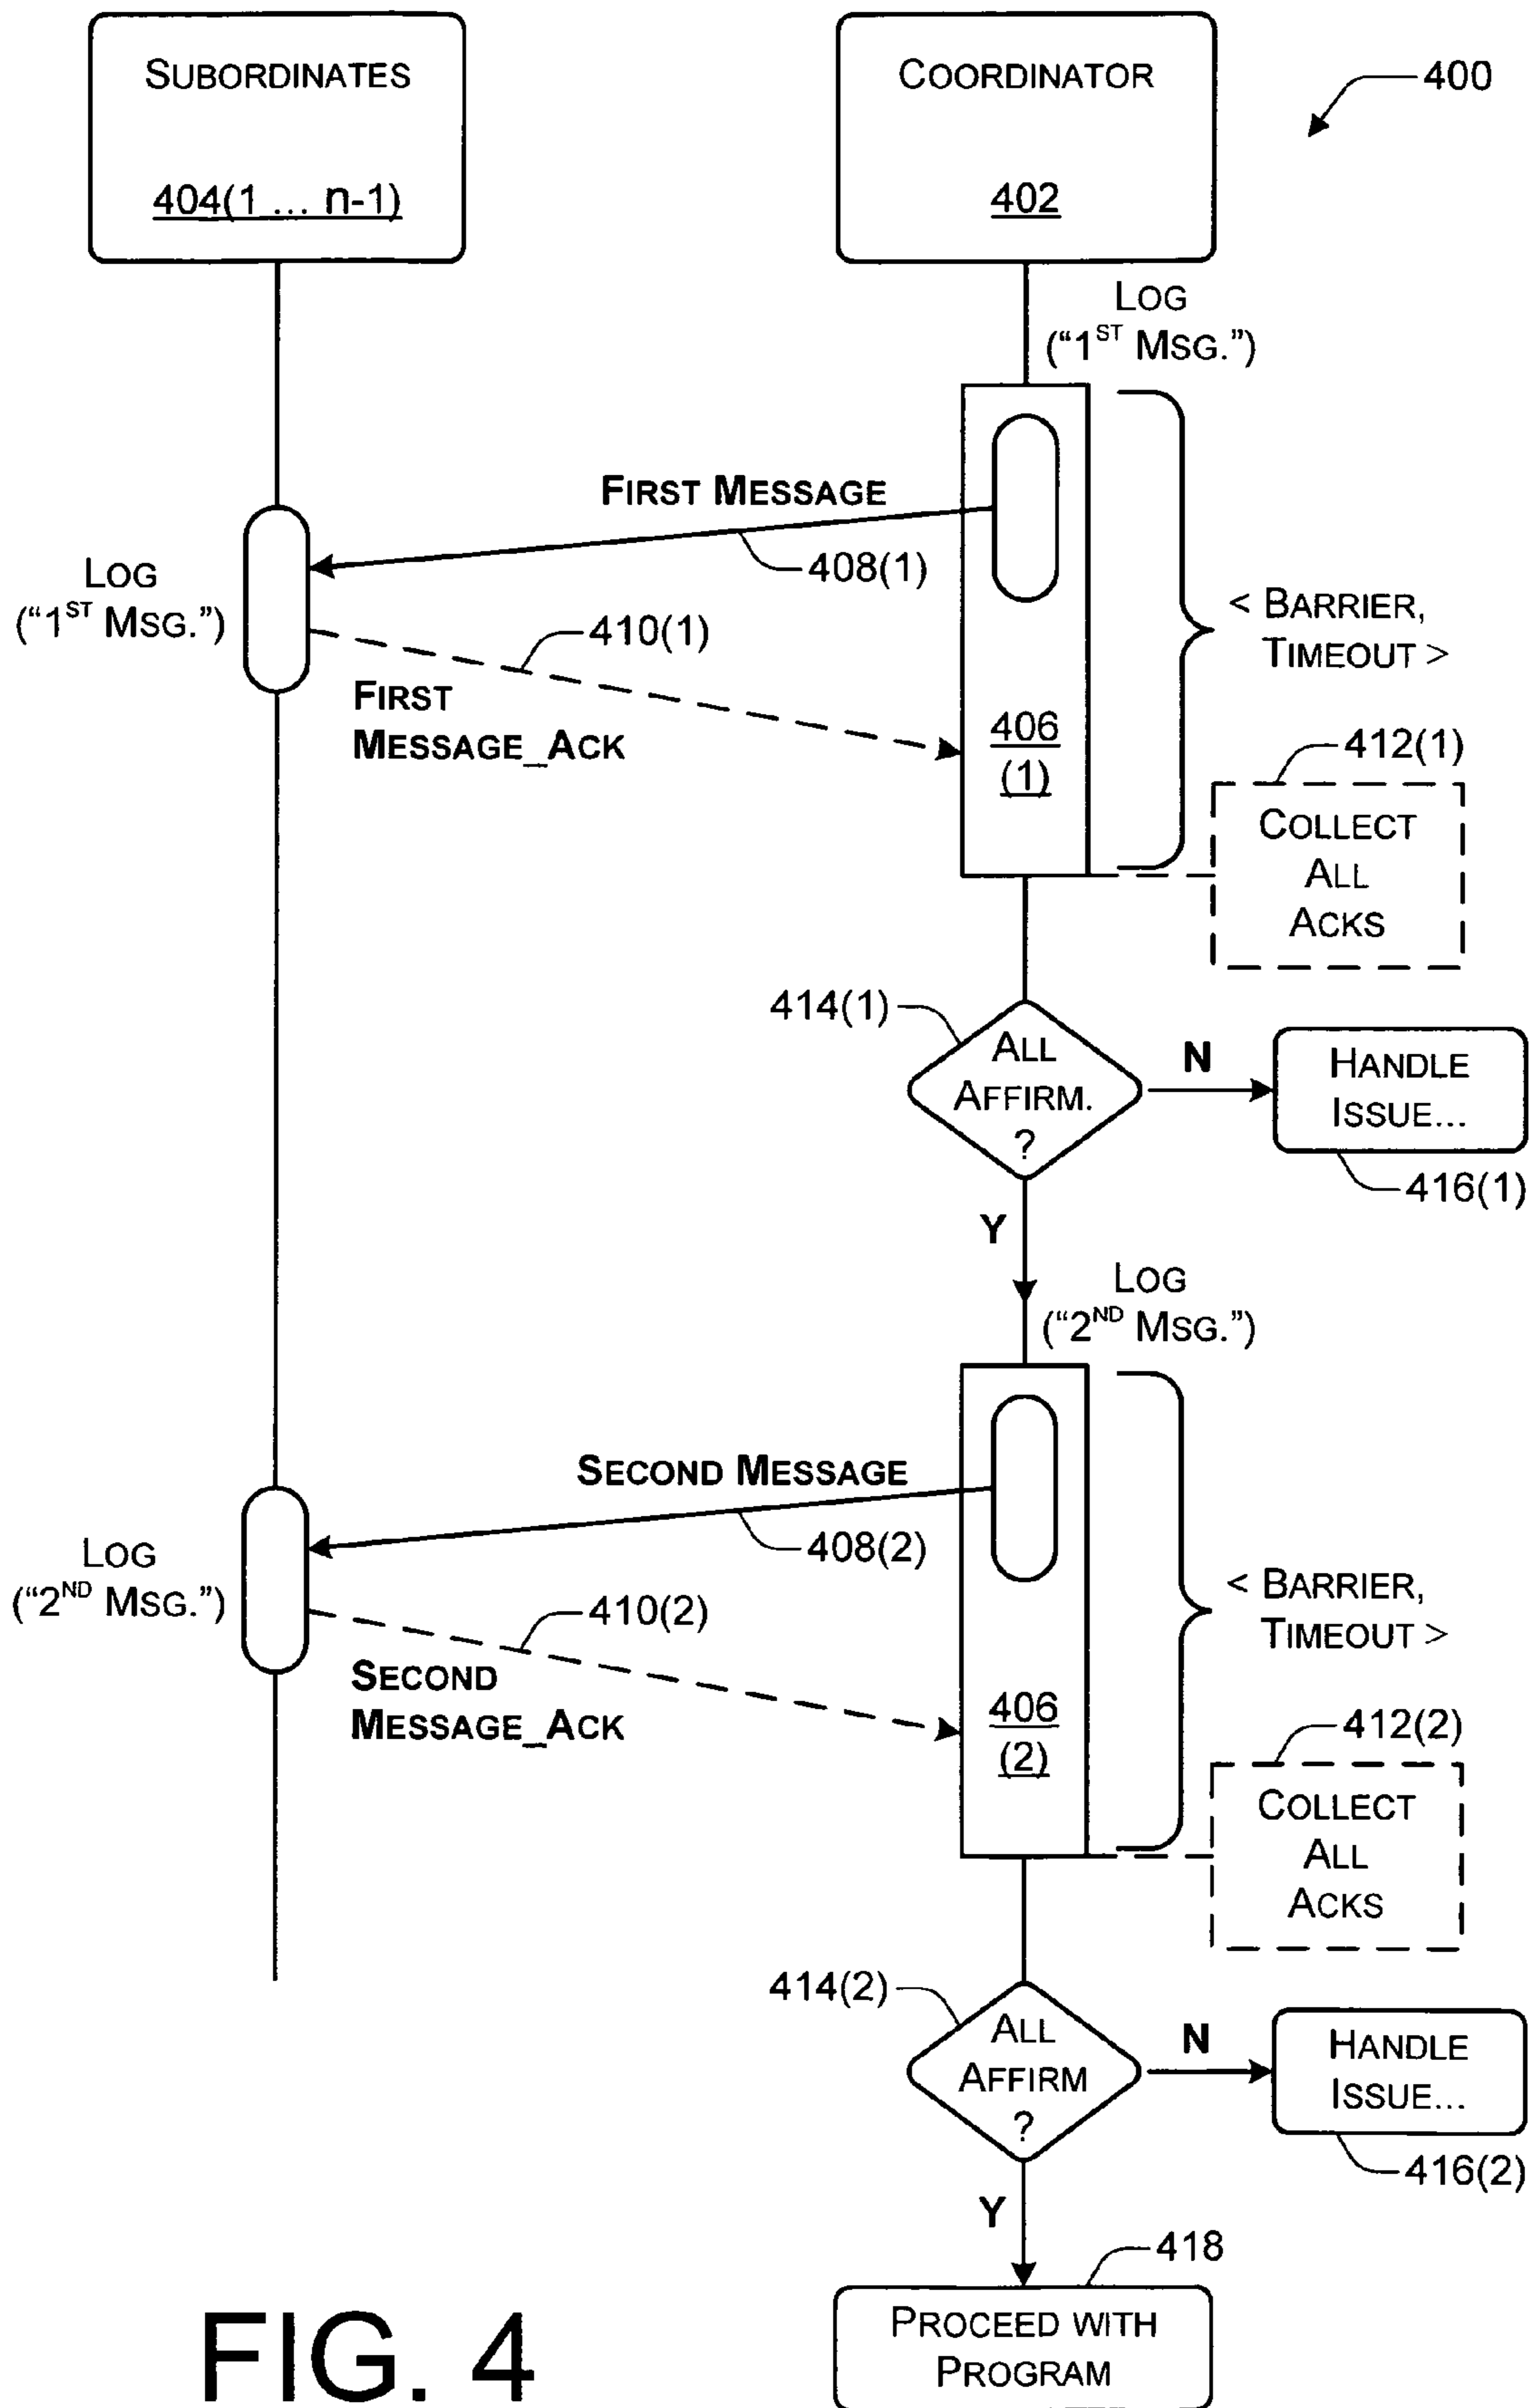 SUBORDINATES
404(1 ... n-1)
COORDINATOR
402
400
LOG
("1ST MSG.")
FIRST MESSAGE
408(1)
LOG
("1ST MSG.")
410(1)
FIRST
MESSAGE_ACK
406
(1)
< BARRIER,
TIMEOUT >
412(1)
COLLECT
ALL
ACKS
414(1)
ALL
AFFIRM.
?
N
HANDLE
ISSUE...
416(1)
Y
LOG
("2ND MSG.")
SECOND MESSAGE
408(2)
LOG
("2ND MSG.")
410(2)
SECOND
MESSAGE_ACK
406
(2)
< BARRIER,
TIMEOUT >
412(2)
COLLECT
ALL
ACKS
414(2)
ALL
AFFIRM
?
N
HANDLE
ISSUE...
416(2)
Y
418
PROCEED WITH
PROGRAM
FIG. 4